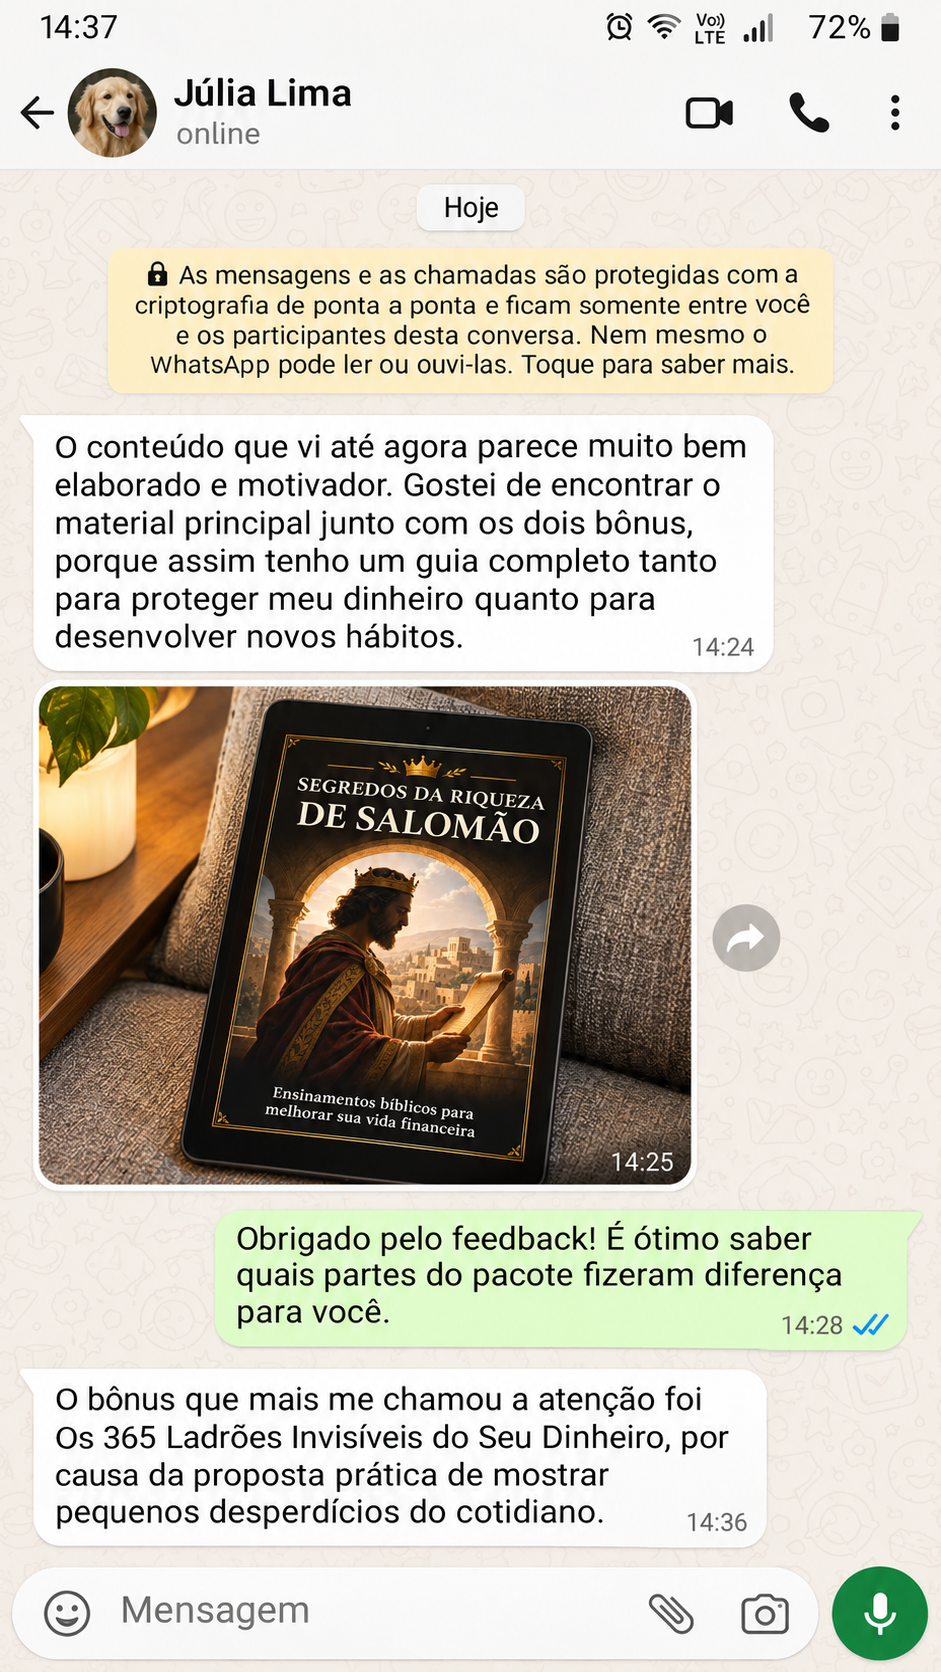 14:37
Vo)) LTE
72%
Júlia Lima
online
Hoje
As mensagens e as chamadas são protegidas com a
criptografia de ponta a ponta e ficam somente entre você
e os participantes desta conversa. Nem mesmo o
WhatsApp pode ler ou ouvi-las. Toque para saber mais.
O conteúdo que vi até agora parece muito bem
elaborado e motivador. Gostei de encontrar o
material principal junto com os dois bônus,
porque assim tenho um guia completo tanto
para proteger meu dinheiro quanto para
desenvolver novos hábitos.
14:24
SEGREDOS DA RIQUEZA
DE SALOMÃO
Ensinamentos bíblicos para
melhorar sua vida financeira
14:25
Obrigado pelo feedback! É ótimo saber
quais partes do pacote fizeram diferença
para você.
14:28
O bônus que mais me chamou a atenção foi
Os 365 Ladrões Invisíveis do Seu Dinheiro, por
causa da proposta prática de mostrar
pequenos desperdícios do cotidiano.
14:36
Mensagem